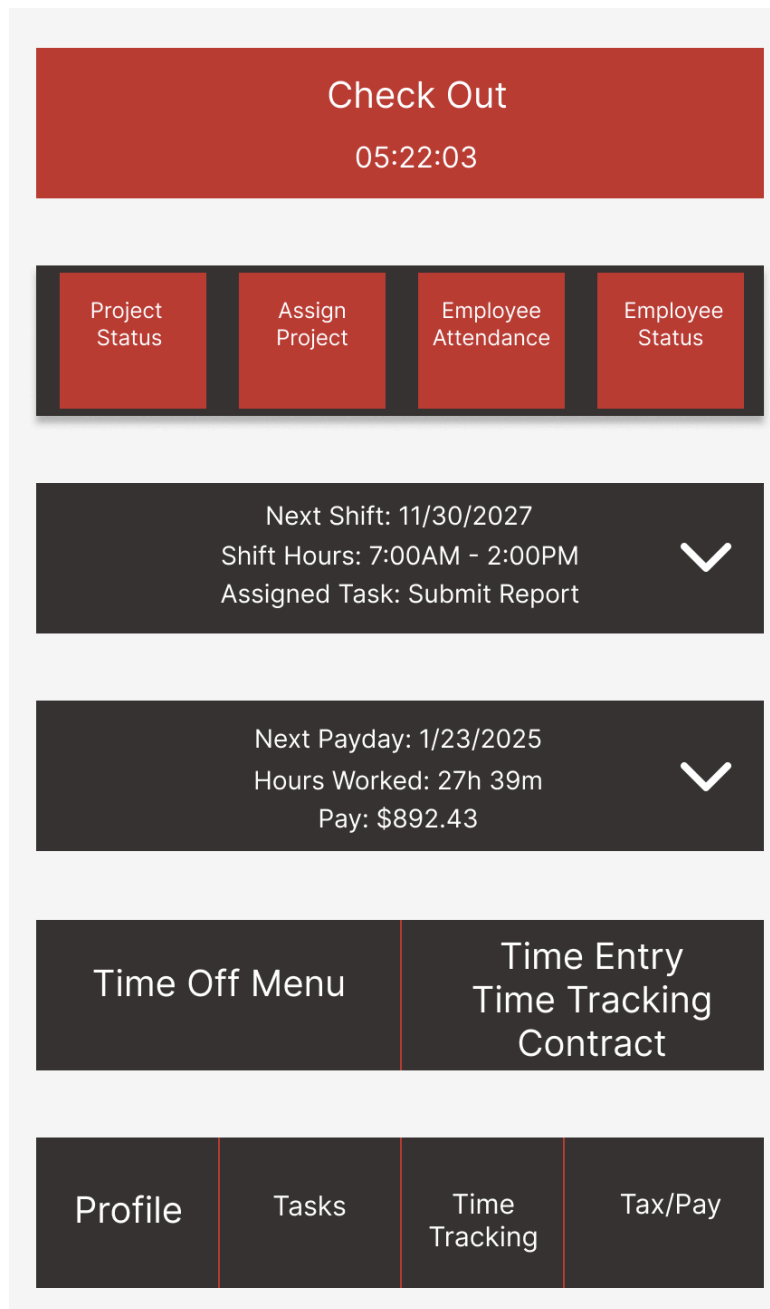 Check Out
05:22:03
Project
Status
Assign
Project
Employee
Attendance
Employee
Status
Next Shift: 11/30/2027
Shift Hours: 7:00AM - 2:00PM
Assigned Task: Submit Report
Next Payday: 1/23/2025
Hours Worked: 27h 39m
Pay: $892.43
Time Off Menu
Time Entry
Time Tracking
Contract
Profile
Tasks
Time
Tracking
Tax/Pay